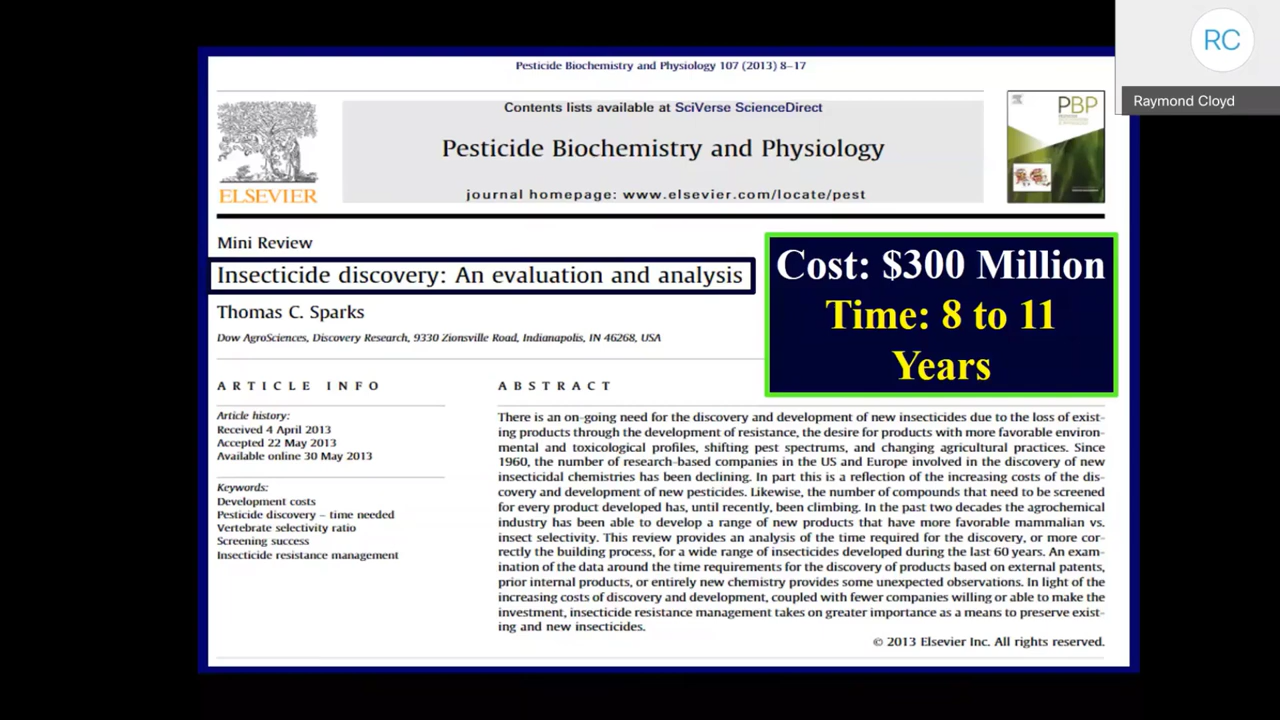 RC
Raymond Cloyd
Pesticide Biochemistry and Physiology 107 (2013) 8–17
Contents lists available at SciVerse ScienceDirect
Pesticide Biochemistry and Physiology
journal homepage: www.elsevier.com/locate/pest
ELSEVIER
PBP
Mini Review
Insecticide discovery: An evaluation and analysis
Thomas C. Sparks
Dow AgroSciences, Discovery Research, 9330 Zionsville Road, Indianapolis, IN 46268, USA
Cost: $300 Million
Time: 8 to 11
Years
ARTICLE INFO
Article history:
Received 4 April 2013
Accepted 22 May 2013
Available online 30 May 2013
Keywords:
Development costs
Pesticide discovery – time needed
Vertebrate selectivity ratio
Screening success
Insecticide resistance management
ABSTRACT
There is an on-going need for the discovery and development of new insecticides due to the loss of exist-
ing products through the development of resistance, the desire for products with more favorable environ-
mental and toxicological profiles, shifting pest spectrums, and changing agricultural practices. Since
1960, the number of research-based companies in the US and Europe involved in the discovery of new
insecticidal chemistries has been declining. In part this is a reflection of the increasing costs of the dis-
covery and development of new pesticides. Likewise, the number of compounds that need to be screened
for every product developed has, until recently, been climbing. In the past two decades the agrochemical
industry has been able to develop a range of new products that have more favorable mammalian vs.
insect selectivity. This review provides an analysis of the time required for the discovery, or more cor-
rectly the building process, for a wide range of insecticides developed during the last 60 years. An exam-
ination of the data around the time requirements for the discovery of products based on external patents,
prior internal products, or entirely new chemistry provides some unexpected observations. In light of the
increasing costs of discovery and development, coupled with fewer companies willing or able to make the
investment, insecticide resistance management takes on greater importance as a means to preserve exist-
ing and new insecticides.
© 2013 Elsevier Inc. All rights reserved.